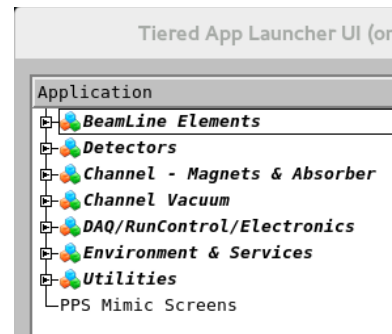 Tiered App Launcher UI (or
Application
BeamLine Elements
Detectors
Channel - Magnets & Absorber
Channel Vacuum
DAQ/RunControl/Electronics
Environment & Services
Utilities
PPS Mimic Screens